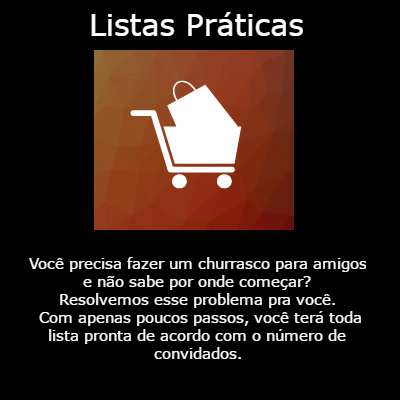 Listas Práticas
Você precisa fazer um churrasco para amigos
e não sabe por onde começar?
Resolvemos esse problema pra você.
Com apenas poucos passos, você terá toda
lista pronta de acordo com o número de
convidados.